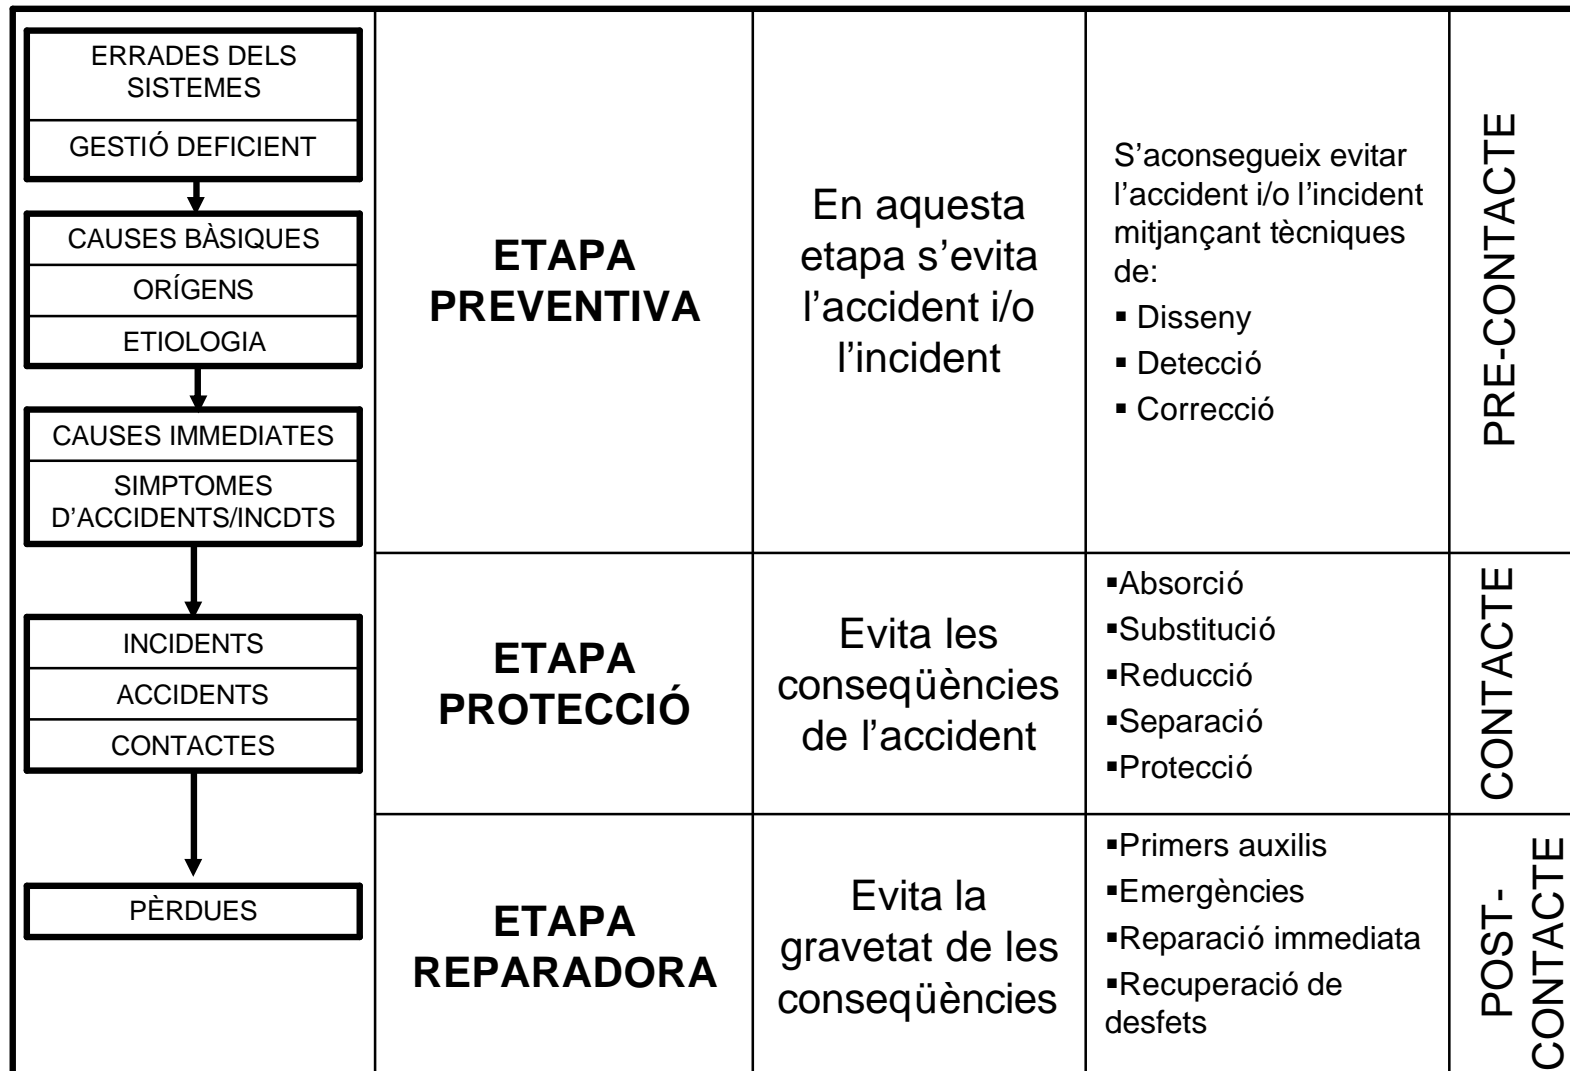 ERRADES DELS
SISTEMES
GESTIÓ DEFICIENT
CAUSES BÀSIQUES
ORÍGENS
ETIOLOGIA
CAUSES IMMEDIATES
SIMPTOMES
D'ACCIDENTS/INCDTS
INCIDENTS
ACCIDENTS
CONTACTES
PÈRDUES
ETAPA
PREVENTIVA
En aquesta
etapa s'evita
l'accident i/o
l'incident
S'aconsegueix evitar
l'accident i/o l'incident
mitjançant tècniques
de:
▪ Disseny
▪ Detecció
▪ Correcció
PRE-CONTACTE
ETAPA
PROTECCIÓ
Evita les
conseqüències
de l'accident
▪Absorció
▪Substitució
▪Reducció
▪Separació
▪Protecció
CONTACTE
ETAPA
REPARADORA
Evita la
gravetat de les
conseqüències
▪Primers auxilis
▪Emergències
▪Reparació immediata
▪Recuperació de
desfets
POST-
CONTACTE